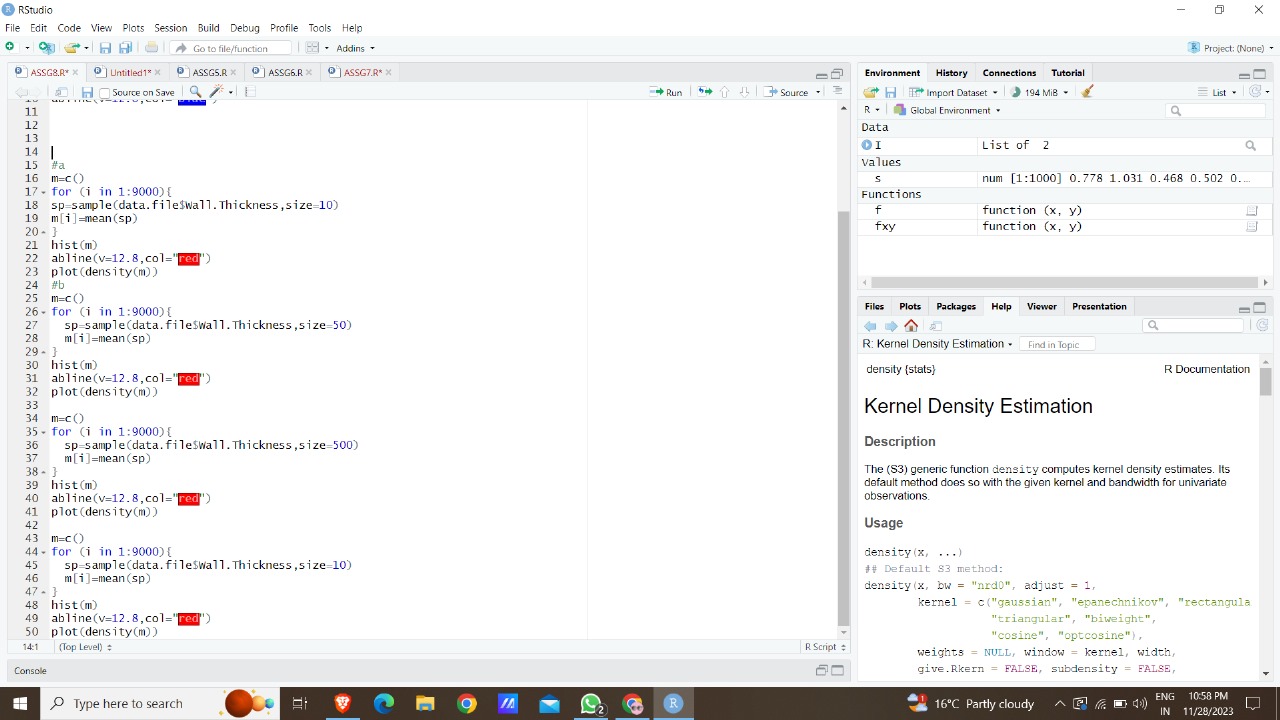 RStudio
File Edit Code View Plots Session Build Debug Profile Tools Help
Go to file/function Addins Project: (None)
ASSG8.R* Untitled1* ASSG5.R ASSG6.R ASSG7.R*
Source on Save Run Source
11
12
13
14
15 #a
16 m=c()
17 for (i in 1:9000){
18 sp=sample(data.file$Wall.Thickness,size=10)
19 m[i]=mean(sp)
20 }
21 hist(m)
22 abline(v=12.8,col="red")
23 plot(density(m))
24 #b
25 m=c()
26 for (i in 1:9000){
27 sp=sample(data.file$Wall.Thickness,size=50)
28 m[i]=mean(sp)
29 }
30 hist(m)
31 abline(v=12.8,col="red")
32 plot(density(m))
33
34 m=c()
35 for (i in 1:9000){
36 sp=sample(data.file$Wall.Thickness,size=500)
37 m[i]=mean(sp)
38 }
39 hist(m)
40 abline(v=12.8,col="red")
41 plot(density(m))
42
43 m=c()
44 for (i in 1:9000){
45 sp=sample(data.file$Wall.Thickness,size=10)
46 m[i]=mean(sp)
47 }
48 hist(m)
49 abline(v=12.8,col="red")
50 plot(density(m))
14:1 (Top Level) R Script
Console
Environment History Connections Tutorial
Import Dataset 194 MiB List
R Global Environment
Data
I List of 2
Values
s num [1:1000] 0.778 1.031 0.468 0.502 0...
Functions
f function (x, y)
fxy function (x, y)
Files Plots Packages Help Viewer Presentation
R: Kernel Density Estimation Find in Topic
density {stats} R Documentation
Kernel Density Estimation
Description
The (S3) generic function density computes kernel density estimates. Its
default method does so with the given kernel and bandwidth for univariate
observations.
Usage
density(x, ...)
## Default S3 method:
density(x, bw = "nrd0", adjust = 1,
kernel = c("gaussian", "epanechnikov", "rectangula
"triangular", "biweight",
"cosine", "optcosine"),
weights = NULL, window = kernel, width,
give.Rkern = FALSE, subdensity = FALSE,
Type here to search 2 1 16°C Partly cloudy ENG 10:58 PM
IN 11/28/2023